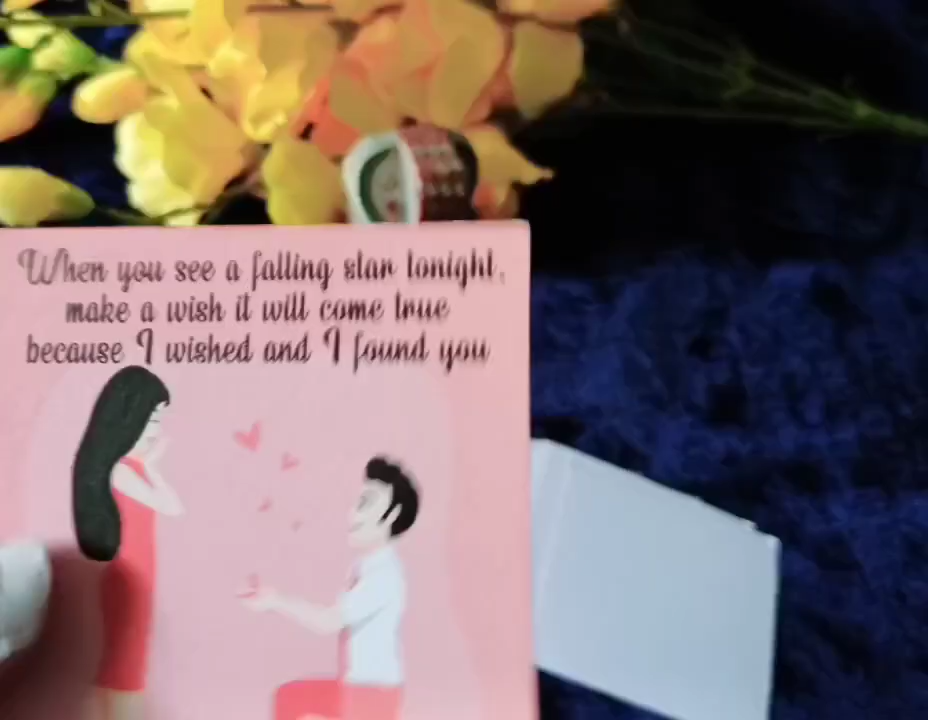 When you see a falling star tonight,
make a wish it will come true
because I wished and I found you